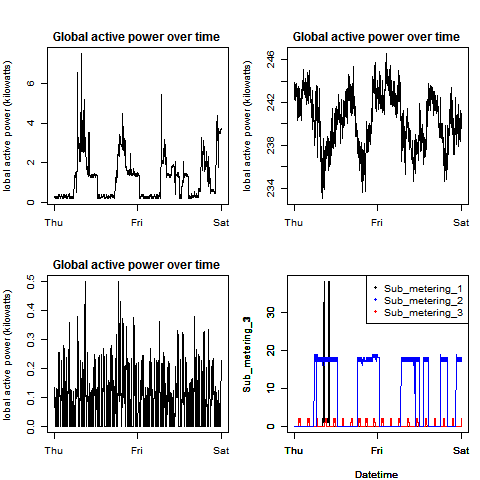 Global active power over time
lobal active power (kilowatts)
0 2 4 6
Thu Fri Sat
Global active power over time
lobal active power (kilowatts)
234 238 242 246
Thu Fri Sat
Global active power over time
lobal active power (kilowatts)
0.0 0.1 0.2 0.3 0.4 0.5
Thu Fri Sat
Sub_metering_1
Sub_metering_2
Sub_metering_3
0 10 20 30
Thu Fri Sat
Datetime